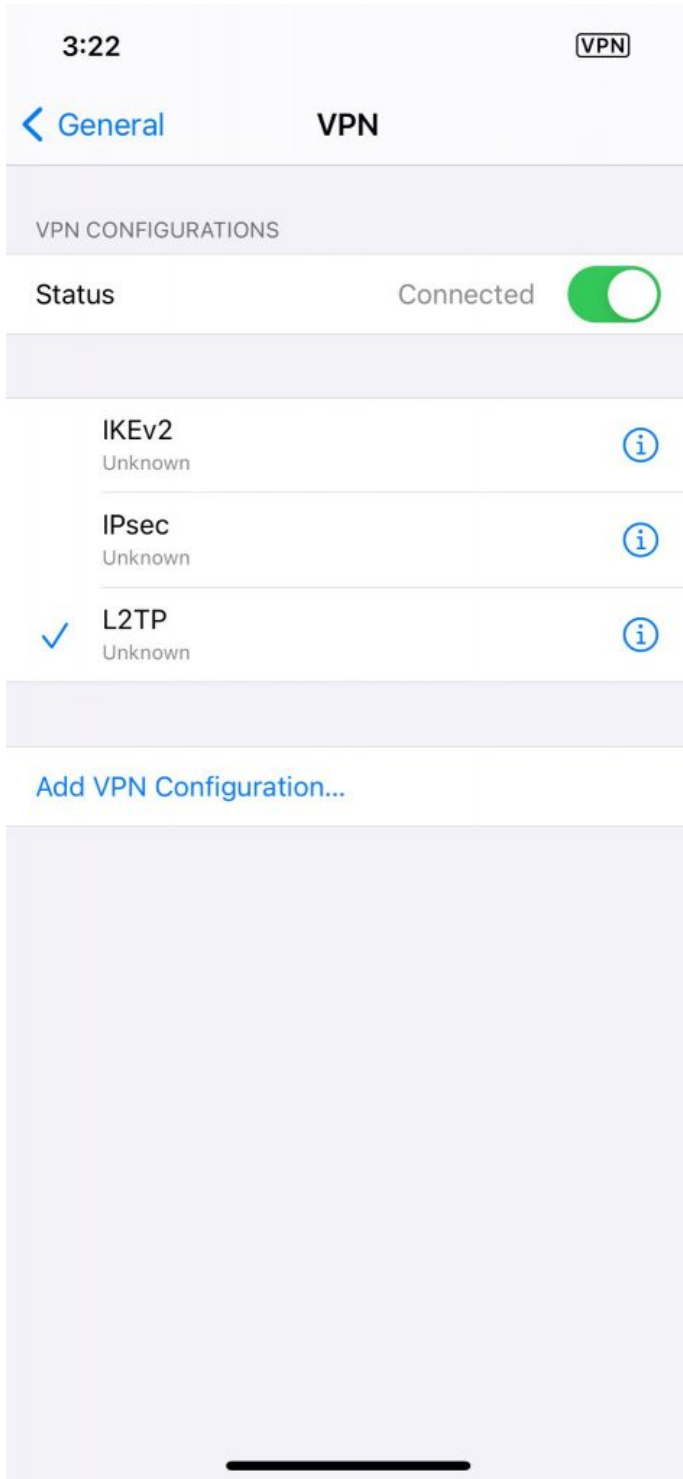 3:22
VPN
General
VPN
VPN CONFIGURATIONS
Status
Connected
IKEv2
Unknown
IPsec
Unknown
L2TP
Unknown
Add VPN Configuration...